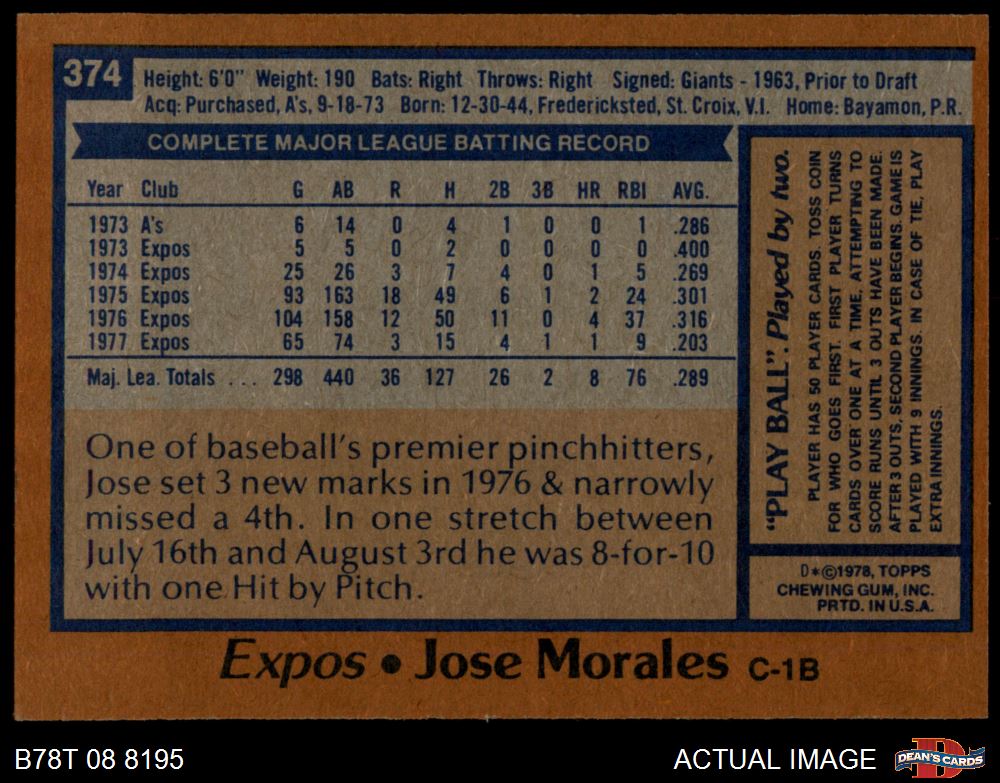 374
Height: 6'0" Weight: 190 Bats: Right Throws: Right Signed: Giants - 1963, Prior to Draft
Acq: Purchased, A's, 9-18-73 Born: 12-30-44, Fredericksted, St. Croix, V.I. Home: Bayamon, P.R.
COMPLETE MAJOR LEAGUE BATTING RECORD
Year Club G AB R H 2B 3B HR RBI AVG.
1973 A's 6 14 0 4 1 0 0 1 .286
1973 Expos 5 5 0 2 0 0 0 0 .400
1974 Expos 25 26 3 7 4 0 1 5 .269
1975 Expos 93 163 18 49 6 1 2 24 .301
1976 Expos 104 158 12 50 11 0 4 37 .316
1977 Expos 65 74 3 15 4 1 1 9 .203
Maj. Lea. Totals ... 298 440 36 127 26 2 8 76 .289
One of baseball's premier pinchhitters,
Jose set 3 new marks in 1976 & narrowly
missed a 4th. In one stretch between
July 16th and August 3rd he was 8-for-10
with one Hit by Pitch.
"PLAY BALL". Played by two.
PLAYER HAS 50 PLAYER CARDS. TOSS COIN
FOR WHO GOES FIRST. FIRST PLAYER TURNS
CARDS OVER ONE AT A TIME, ATTEMPTING TO
SCORE RUNS UNTIL 3 OUTS HAVE BEEN MADE.
AFTER 3 OUTS, SECOND PLAYER BEGINS. GAME IS
PLAYED WITH 9 INNINGS. IN CASE OF TIE, PLAY
EXTRA INNINGS.
D*©1978, TOPPS
CHEWING GUM, INC.
PRTD. IN U.S.A.
Expos • Jose Morales C-1B
B78T 08 8195
ACTUAL IMAGE
D
DEAN'S CARDS